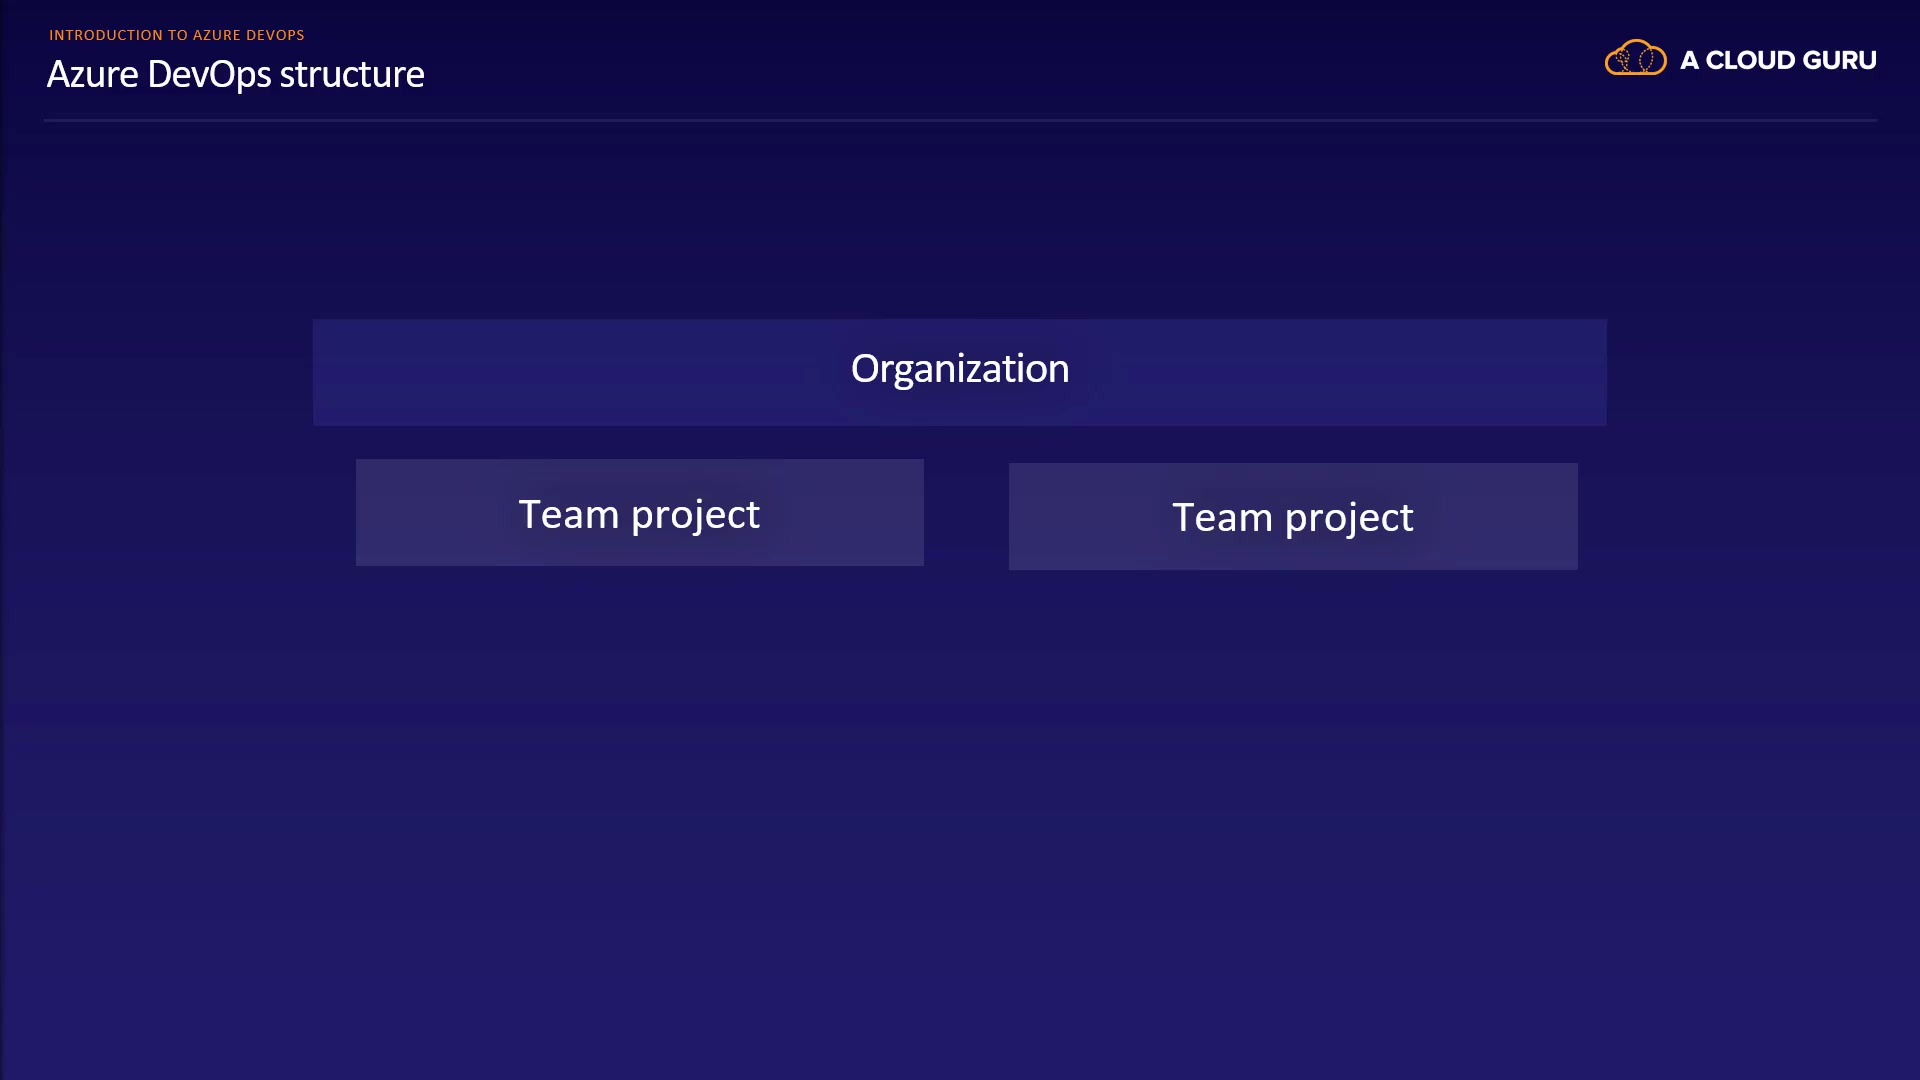 INTRODUCTION TO AZURE DEVOPS
Azure DevOps structure
A CLOUD GURU
Organization
Team project
Team project